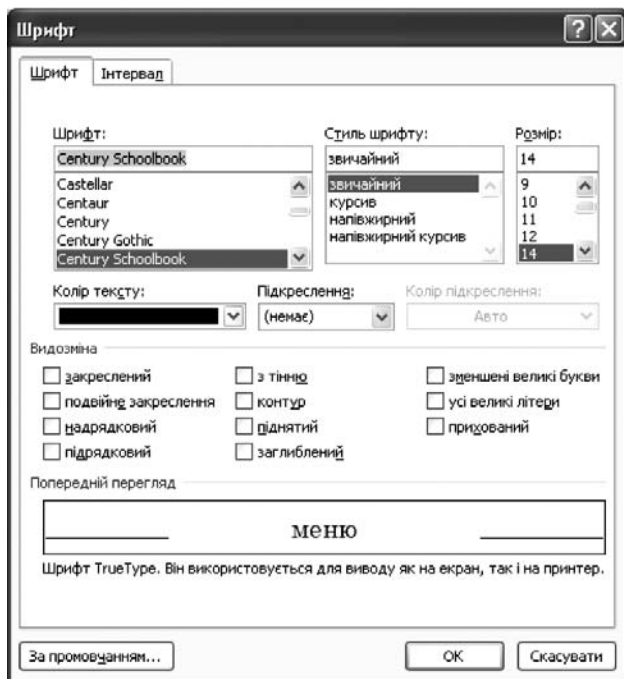 Шрифт
Шрифт Інтервал
Шрифт: Стиль шрифту: Розмір:
Century Schoolbook звичайний 14
Castellar звичайний 9
Centaur курсив 10
Century напівжирний 11
Century Gothic напівжирний курсив 12
Century Schoolbook 14
Колір тексту: Підкреслення: Колір підкреслення:
(немає) Авто
Видозміна
закреслений з тінню зменшені великі букви
подвійне закреслення контур усі великі літери
надрядковий піднятий прихований
підрядковий заглиблений
Попередній перегляд
меню
Шрифт TrueType. Він використовується для виводу як на екран, так і на принтер.
За промовчанням... ОК Скасувати